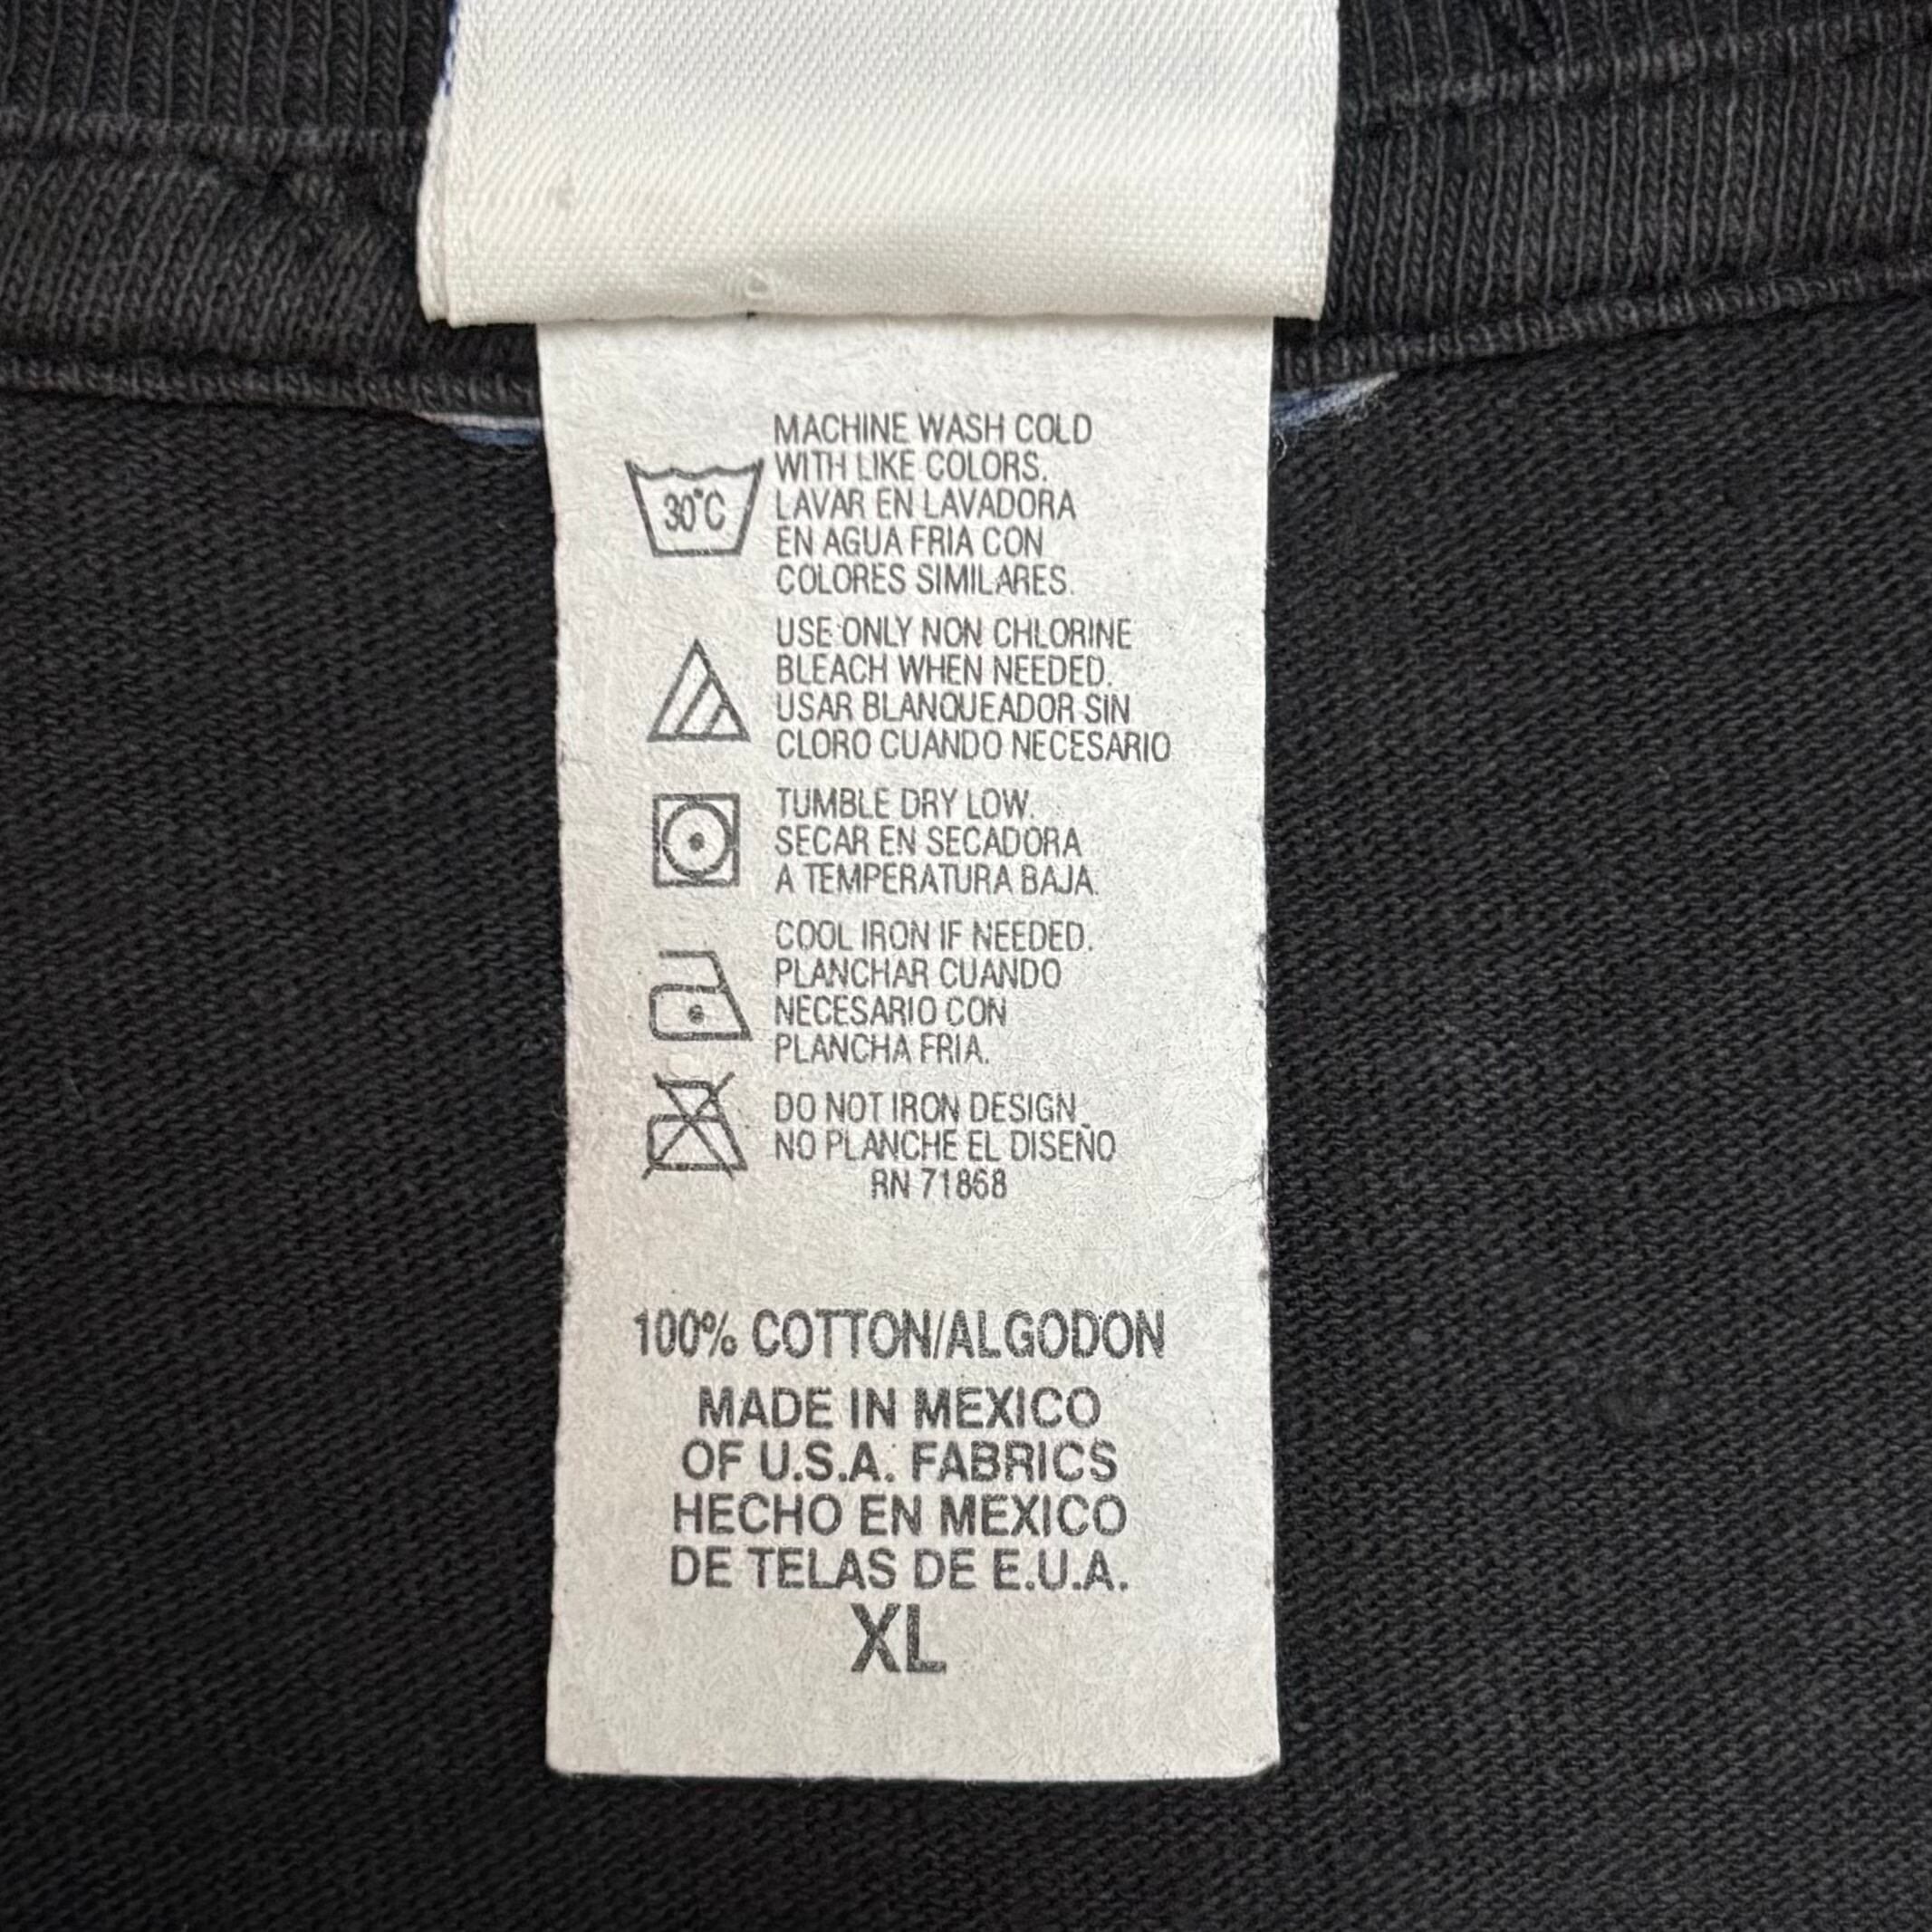 MACHINE WASH COLD
WITH LIKE COLORS.
30°C
LAVAR EN LAVADORA
EN AGUA FRIA CON
COLORES SIMILARES.
USE ONLY NON CHLORINE
BLEACH WHEN NEEDED.
USAR BLANQUEADOR SIN
CLORO CUANDO NECESARIO
TUMBLE DRY LOW.
SECAR EN SECADORA
A TEMPERATURA BAJA.
COOL IRON IF NEEDED.
PLANCHAR CUANDO
NECESARIO CON
PLANCHA FRIA.
DO NOT IRON DESIGN
NO PLANCHE EL DISEÑO
RN 71868
100% COTTON/ALGODON
MADE IN MEXICO
OF U.S.A. FABRICS
HECHO EN MEXICO
DE TELAS DE E.U.A.
XL